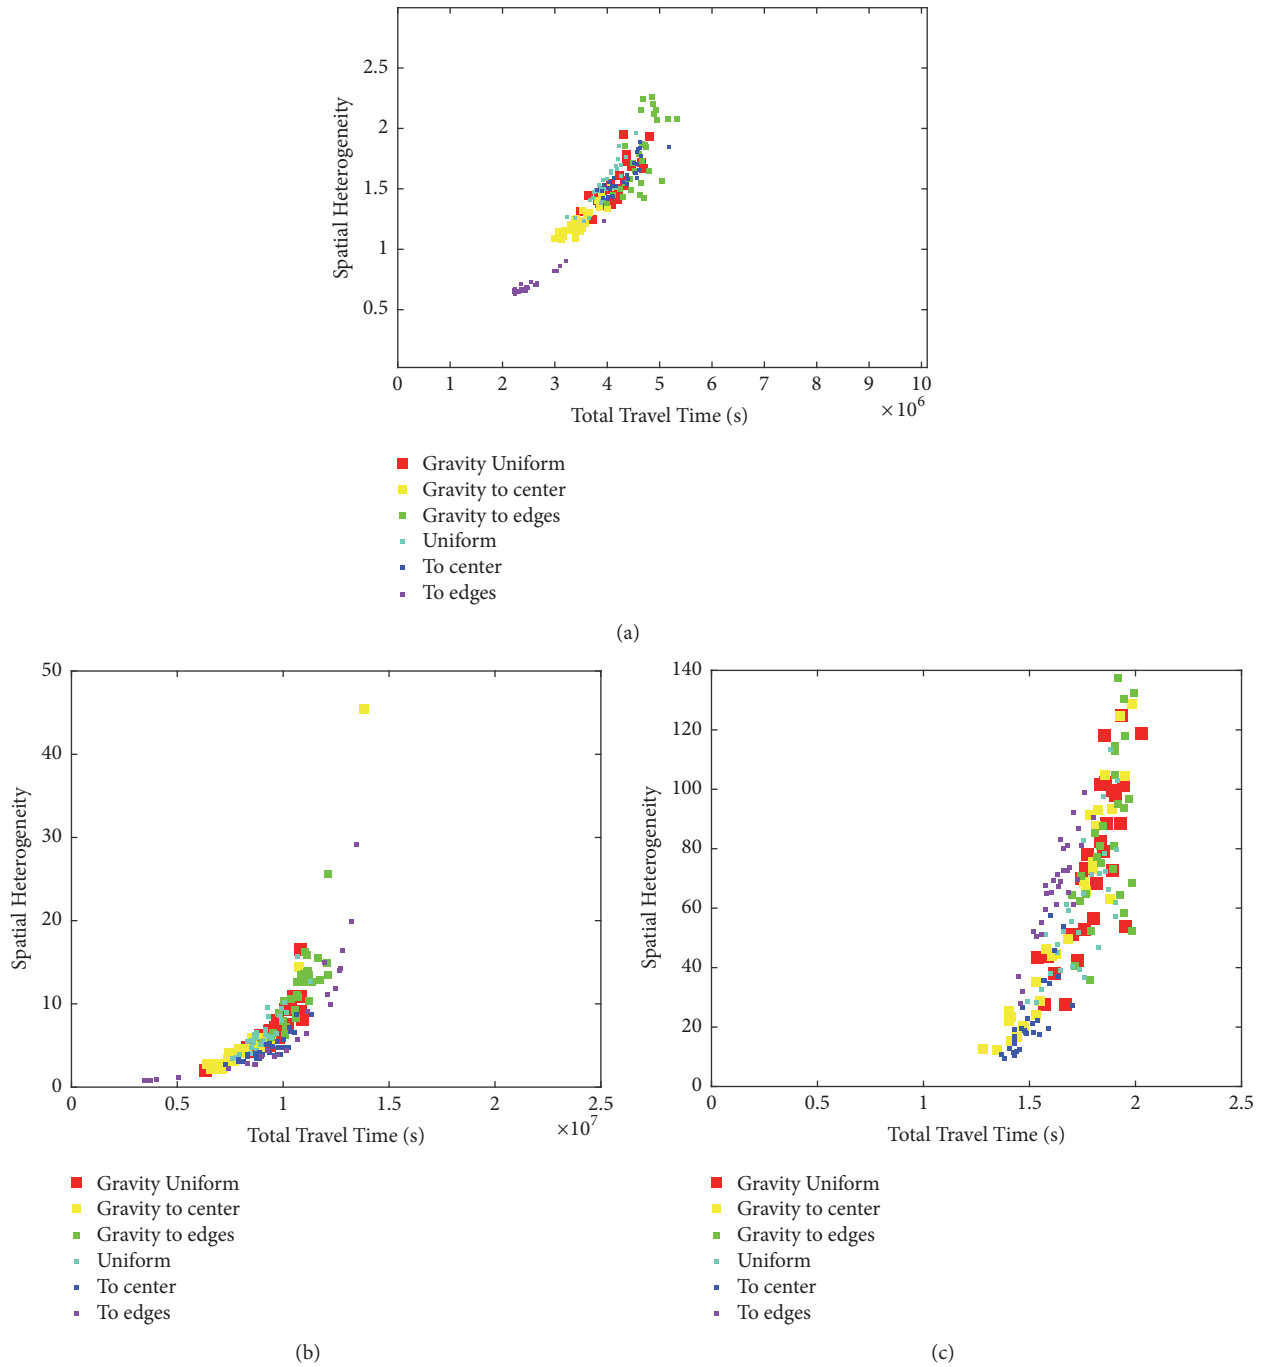 2.5
2
1.5
1
0.5
Spatial Heterogeneity
0 1 2 3 4 5 6 7 8 9 10
×10⁶
Total Travel Time (s)
Gravity Uniform
Gravity to center
Gravity to edges
Uniform
To center
To edges
(a)
50
40
30
20
10
0
Spatial Heterogeneity
0 0.5 1 1.5 2 2.5
×10⁷
Total Travel Time (s)
Gravity Uniform
Gravity to center
Gravity to edges
Uniform
To center
To edges
(b)
140
120
100
80
60
40
20
0
Spatial Heterogeneity
0 0.5 1 1.5 2 2.5
Total Travel Time (s)
Gravity Uniform
Gravity to center
Gravity to edges
Uniform
To center
To edges
(c)